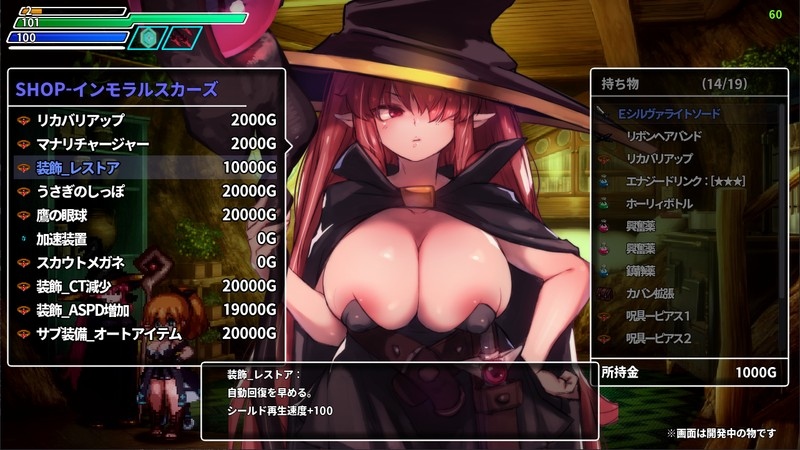 2
101
100
60
SHOP-インモラルスカーズ
リカバリアップ 2000G
マナリチャージャー 2000G
装飾_レストア 10000G
うさぎのしっぽ 20000G
鷹の眼球 20000G
加速装置 0G
スカウトメガネ 0G
装飾_CT減少 20000G
装飾_ASPD増加 19000G
サブ装備_オートアイテム 20000G
持ち物 (14/19)
Eシルヴァライトソード
リボンヘアバンド
リカバリアップ
エナジードリンク:[★★★]
ホーリィボトル
興奮薬
興奮薬
鎮静薬
カバン拡張
呪具ーピアス1
呪具ーピアス2
所持金 1000G
装飾_レストア:
自動回復を早める。
シールド再生速度+100
※画面は開発中の物です